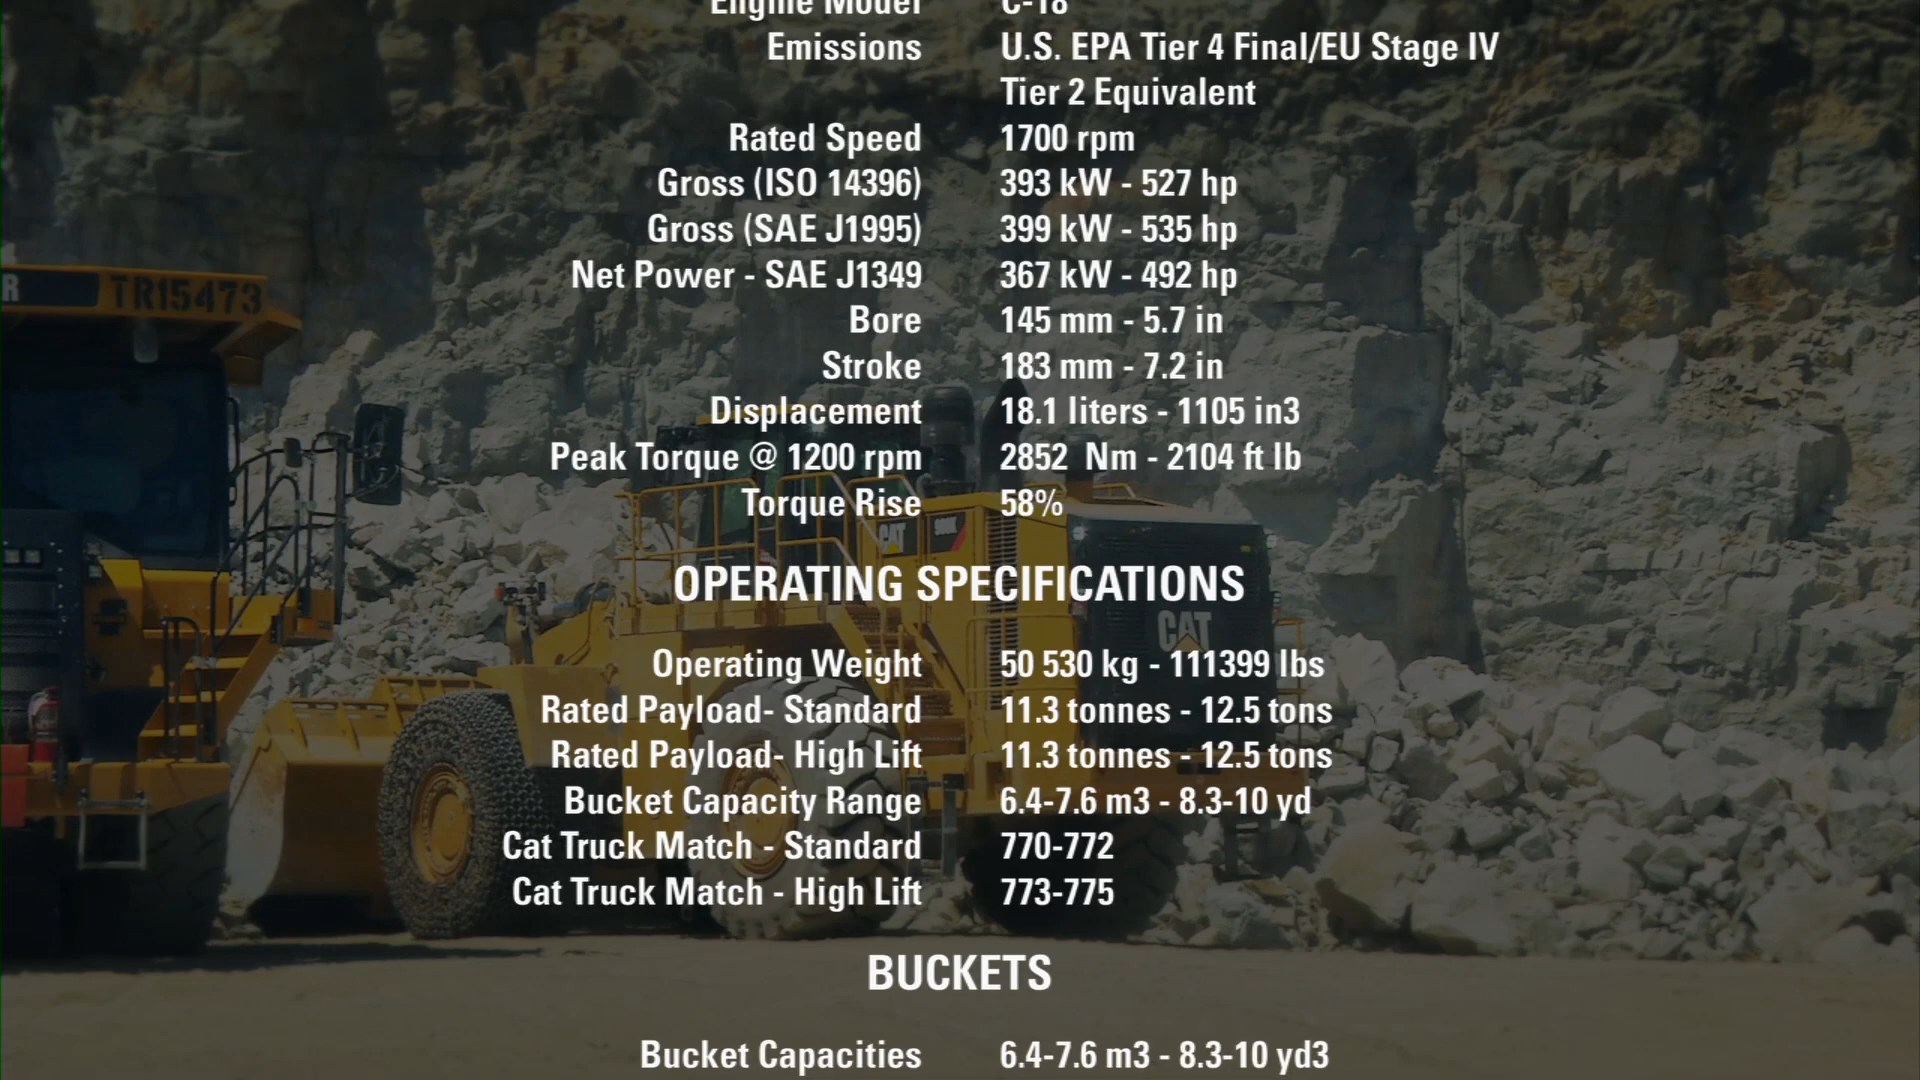 Engine Model C-18
Emissions U.S. EPA Tier 4 Final/EU Stage IV
Tier 2 Equivalent
Rated Speed 1700 rpm
Gross (ISO 14396) 393 kW - 527 hp
Gross (SAE J1995) 399 kW - 535 hp
Net Power - SAE J1349 367 kW - 492 hp
R TR15473
Bore 145 mm - 5.7 in
Stroke 183 mm - 7.2 in
Displacement 18.1 liters - 1105 in3
Peak Torque @ 1200 rpm 2852 Nm - 2104 ft lb
Torque Rise 58%
CAT
OPERATING SPECIFICATIONS
CAT
Operating Weight 50 530 kg - 111399 lbs
Rated Payload- Standard 11.3 tonnes - 12.5 tons
Rated Payload- High Lift 11.3 tonnes - 12.5 tons
Bucket Capacity Range 6.4-7.6 m3 - 8.3-10 yd
Cat Truck Match - Standard 770-772
Cat Truck Match - High Lift 773-775
BUCKETS
Bucket Capacities 6.4-7.6 m3 - 8.3-10 yd3